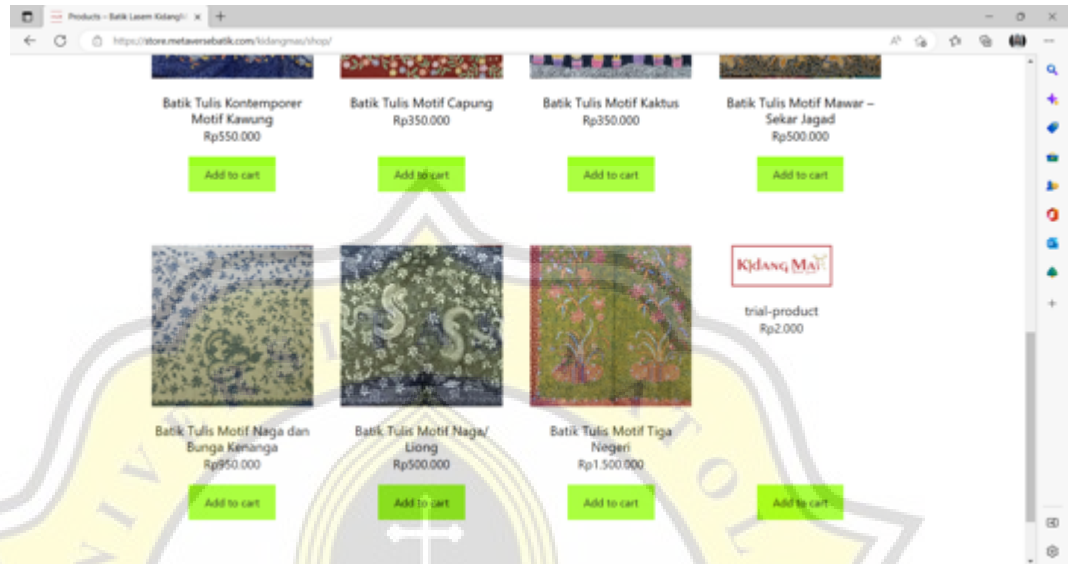 Products – Batik Lasem KidangM
https://store.metaversebatik.com/kidangmas/shop/
Batik Tulis Kontemporer
Motif Kawung
Rp550.000
Add to cart
Batik Tulis Motif Capung
Rp350.000
Add to cart
Batik Tulis Motif Kaktus
Rp350.000
Add to cart
Batik Tulis Motif Mawar –
Sekar Jagad
Rp500.000
Add to cart
Batik Tulis Motif Naga dan
Bunga Kenanga
Rp950.000
Add to cart
Batik Tulis Motif Naga/
Liong
Rp500.000
Add to cart
Batik Tulis Motif Tiga
Negeri
Rp1.500.000
Add to cart
KIDANG MAS
trial-product
Rp2.000
Add to cart